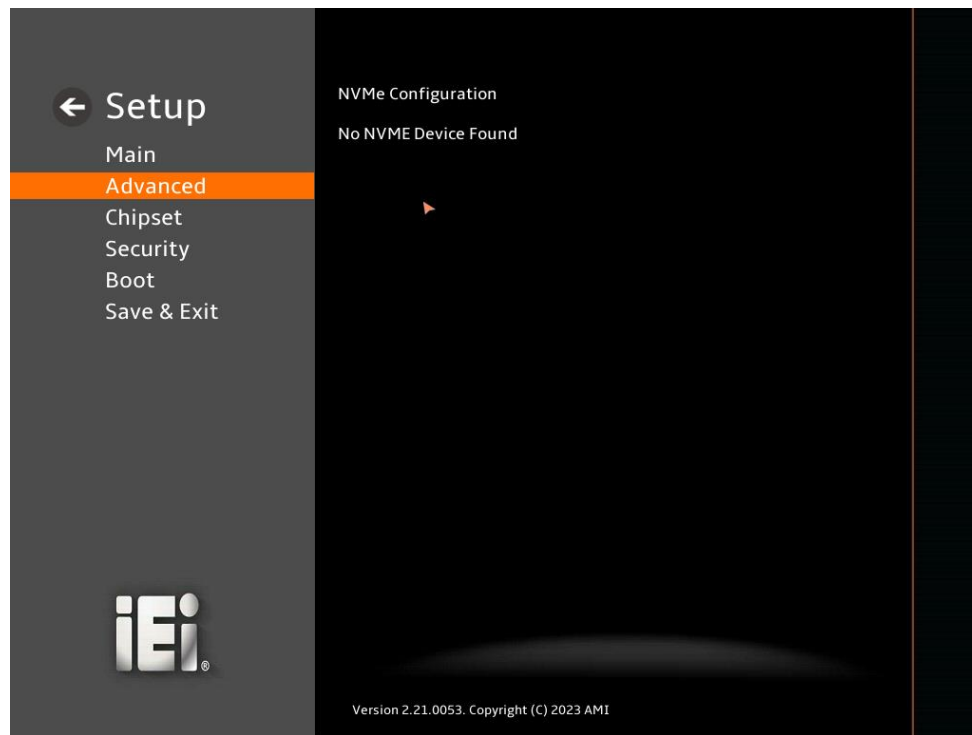 Setup
Main
Advanced
Chipset
Security
Boot
Save & Exit
iEi®
NVMe Configuration
No NVME Device Found
Version 2.21.0053. Copyright (C) 2023 AMI